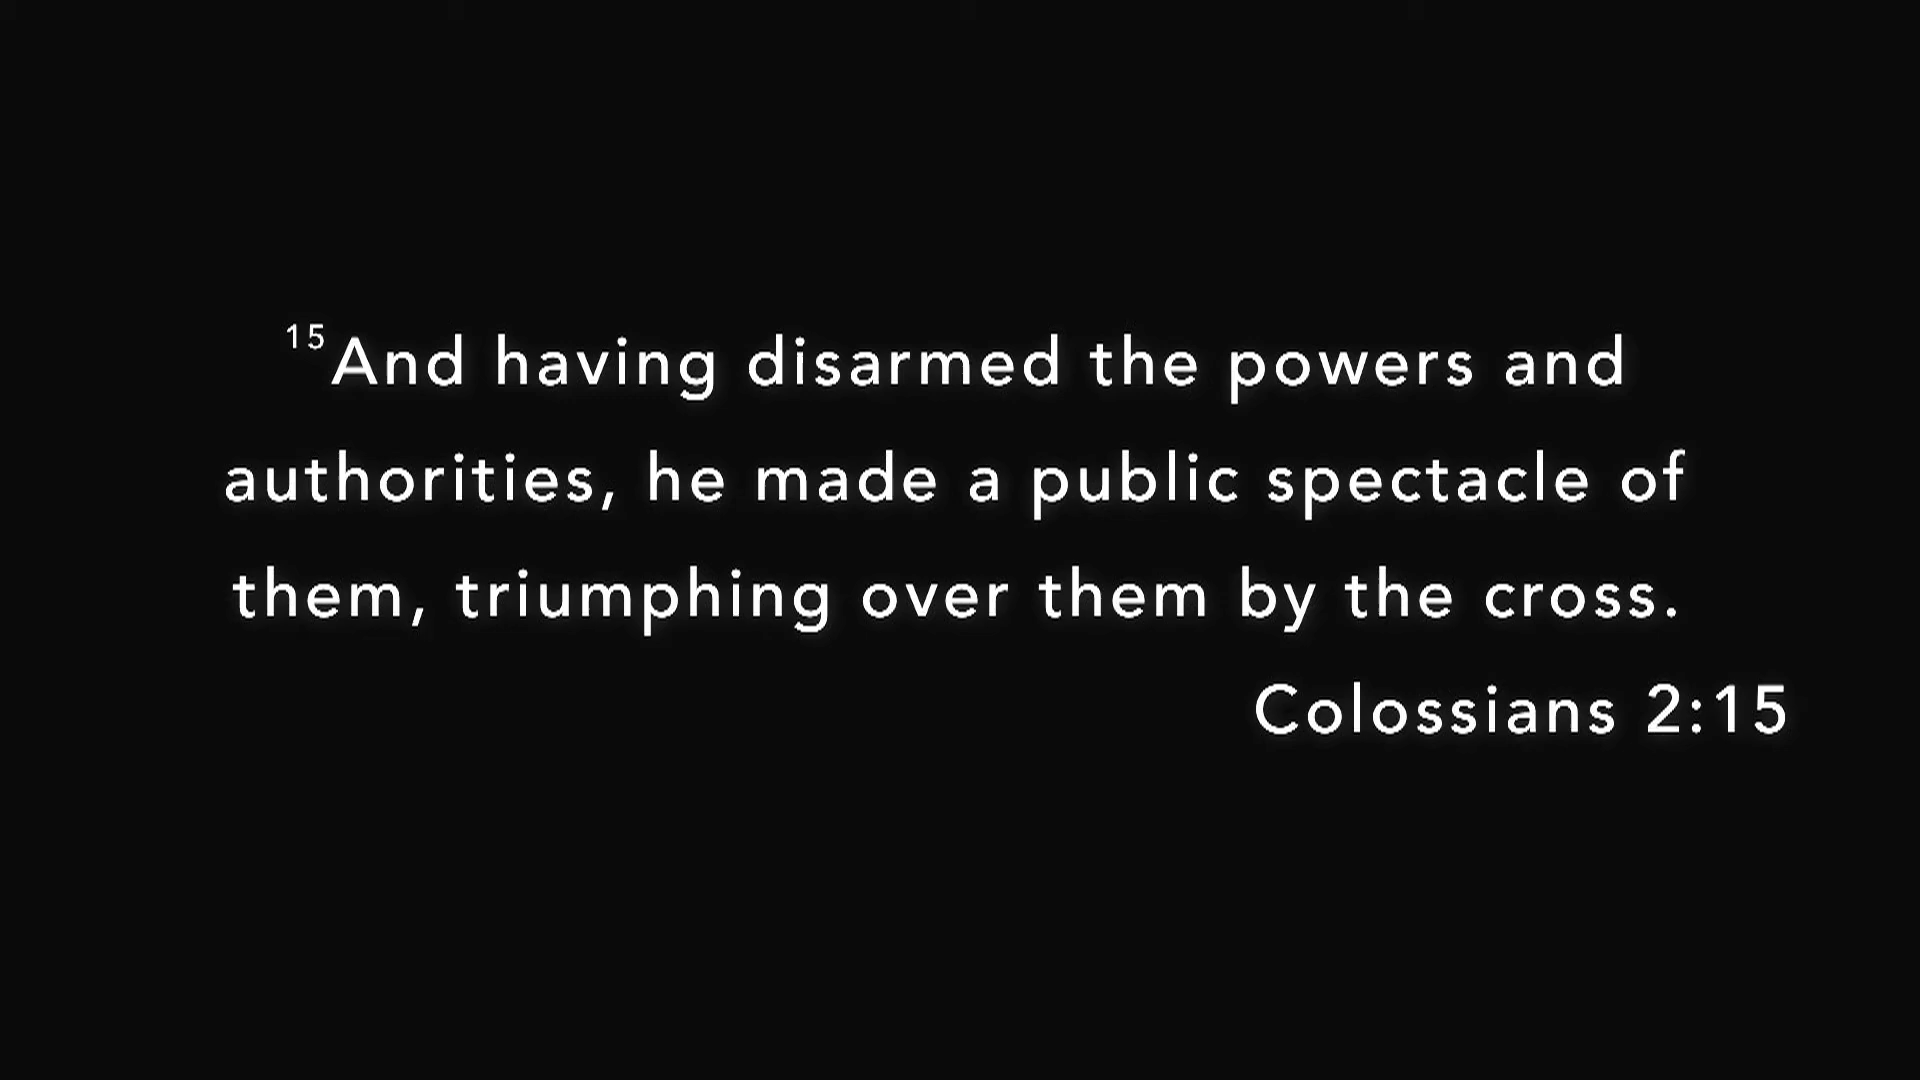 15And having disarmed the powers and
authorities, he made a public spectacle of
them, triumphing over them by the cross.
Colossians 2:15